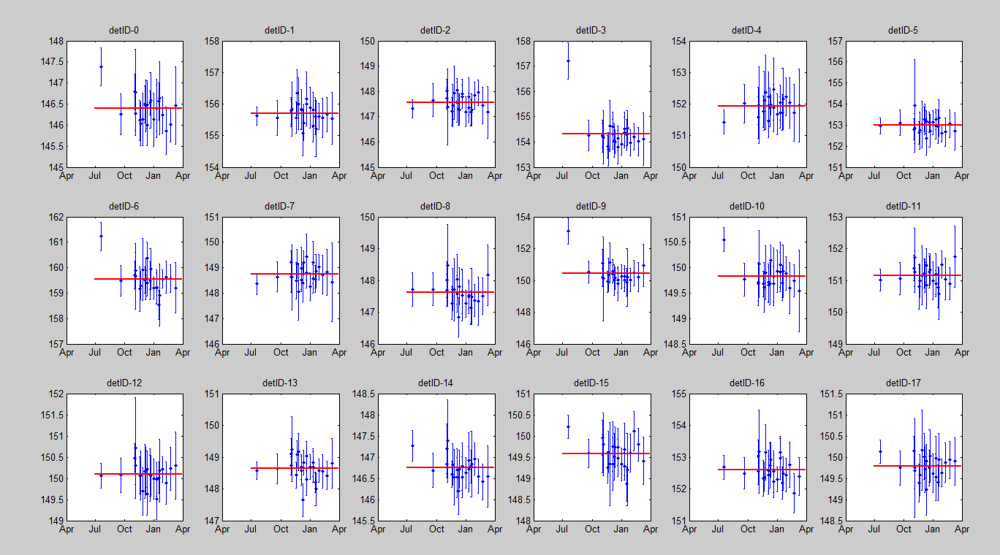 detID-0 detID-1 detID-2 detID-3 detID-4 detID-5
148 158 150 158 154 157
147.5 157 149 157 153 156
147 156 148 156 152 155
146.5 155 147 155 151 154
146 154 146 154 150 153
145.5 145 153 152
145 151
Apr Jul Oct Jan Apr Apr Jul Oct Jan Apr Apr Jul Oct Jan Apr Apr Jul Oct Jan Apr Apr Jul Oct Jan Apr Apr Jul Oct Jan Apr
detID-6 detID-7 detID-8 detID-9 detID-10 detID-11
162 151 150 154 151 153
161 150 149 152 150.5 152
160 149 148 150 150 151
159 148 147 148 149.5 150
158 147 146 146 149 149
157 146 148.5
Apr Jul Oct Jan Apr Apr Jul Oct Jan Apr Apr Jul Oct Jan Apr Apr Jul Oct Jan Apr Apr Jul Oct Jan Apr Apr Jul Oct Jan Apr
detID-12 detID-13 detID-14 detID-15 detID-16 detID-17
152 151 148.5 151 155 151.5
151.5 150 148 150.5 154 151
151 149 147.5 150 153 150.5
150.5 148 147 149.5 152 150
150 147 146.5 149 151 149.5
149.5 146 148.5 149
149 145.5 148 148.5
Apr Jul Oct Jan Apr Apr Jul Oct Jan Apr Apr Jul Oct Jan Apr Apr Jul Oct Jan Apr Apr Jul Oct Jan Apr Apr Jul Oct Jan Apr